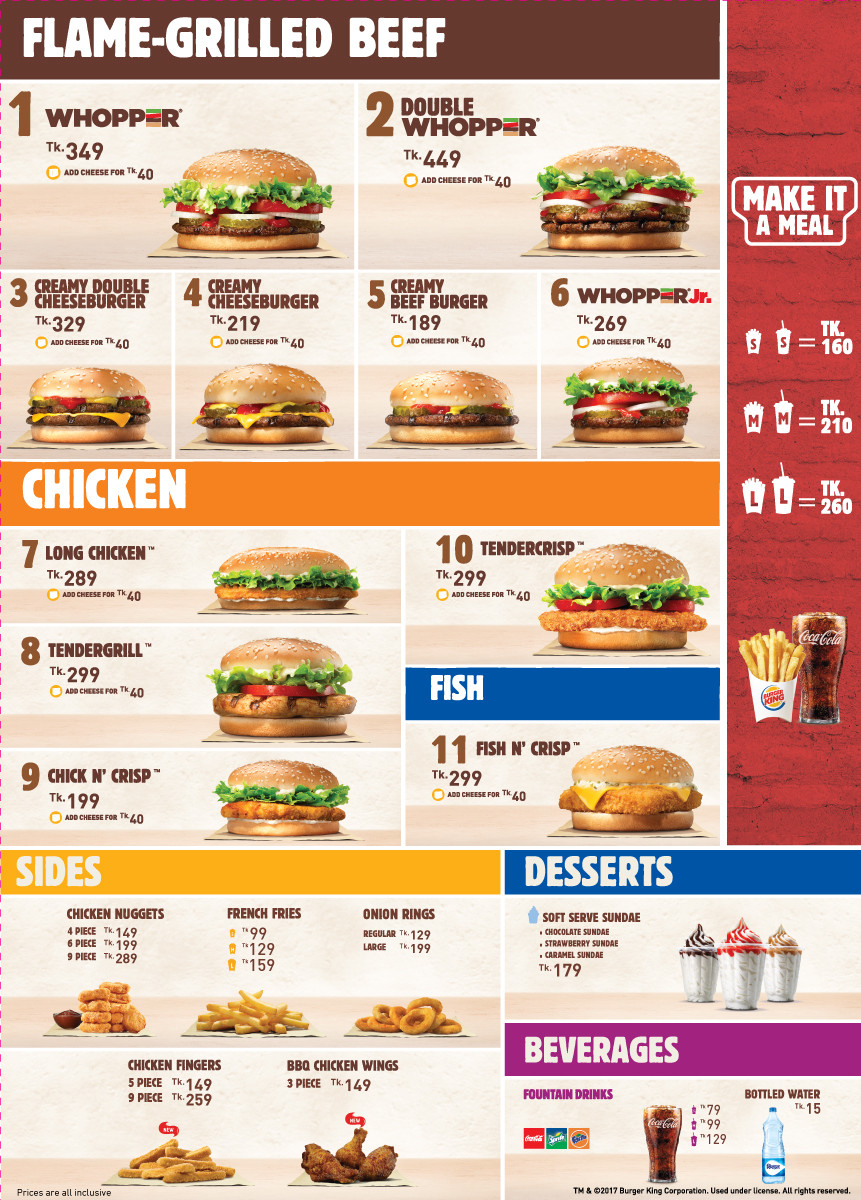 FLAME-GRILLED BEEF
1 WHOPPER®
Tk.349
ADD CHEESE FOR Tk.40
2 DOUBLE
WHOPPER®
Tk.449
ADD CHEESE FOR Tk.40
3 CREAMY DOUBLE
CHEESEBURGER
Tk.329
ADD CHEESE FOR Tk.40
4 CREAMY
CHEESEBURGER
Tk.219
ADD CHEESE FOR Tk.40
5 CREAMY
BEEF BURGER
Tk.189
ADD CHEESE FOR Tk.40
6 WHOPPER® Jr.
Tk.269
ADD CHEESE FOR Tk.40
MAKE IT
A MEAL
S S = TK.
160
M M = TK.
210
L L = TK.
260
Coca-Cola
BURGER
KING
CHICKEN
7 LONG CHICKEN™
Tk.289
ADD CHEESE FOR Tk.40
8 TENDERGRILL™
Tk.299
ADD CHEESE FOR Tk.40
9 CHICK N' CRISP™
Tk.199
ADD CHEESE FOR Tk.40
10 TENDERCRISP™
Tk.299
ADD CHEESE FOR Tk.40
FISH
11 FISH N' CRISP™
Tk.299
ADD CHEESE FOR Tk.40
SIDES
CHICKEN NUGGETS
4 PIECE Tk.149
6 PIECE Tk.199
9 PIECE Tk.289
FRENCH FRIES
Tk 99
M Tk 129
L Tk 159
ONION RINGS
REGULAR Tk.129
LARGE Tk.199
CHICKEN FINGERS
5 PIECE Tk.149
9 PIECE Tk.259
NEW
BBQ CHICKEN WINGS
3 PIECE Tk.149
NEW
DESSERTS
SOFT SERVE SUNDAE
• CHOCOLATE SUNDAE
• STRAWBERRY SUNDAE
• CARAMEL SUNDAE
Tk.179
BEVERAGES
FOUNTAIN DRINKS
Coca-Cola Sprite Fanta
Coca-Cola
Tk 79
Tk 99
Tk 129
BOTTLED WATER
Tk.15
Prices are all inclusive
TM & ©2017 Burger King Corporation. Used under license. All rights reserved.